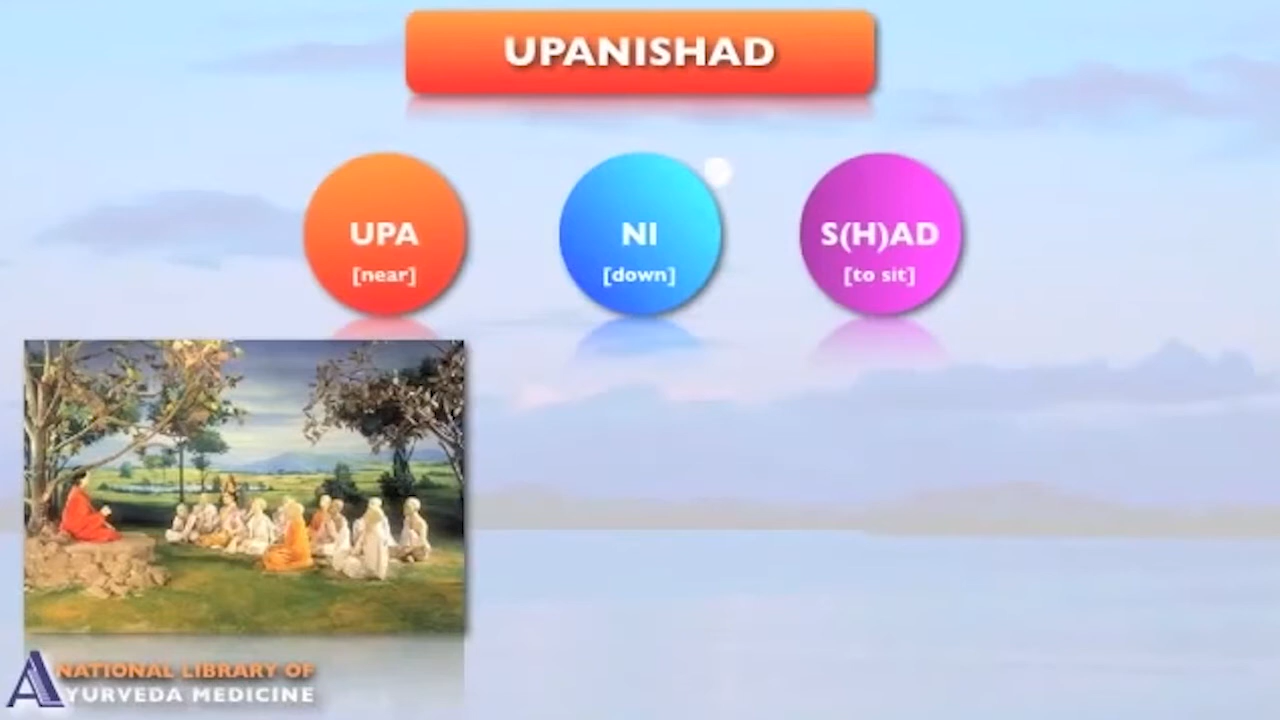 UPANISHAD
UPA
[near]
NI
[down]
S(H)AD
[to sit]
NATIONAL LIBRARY OF
AYURVEDA MEDICINE